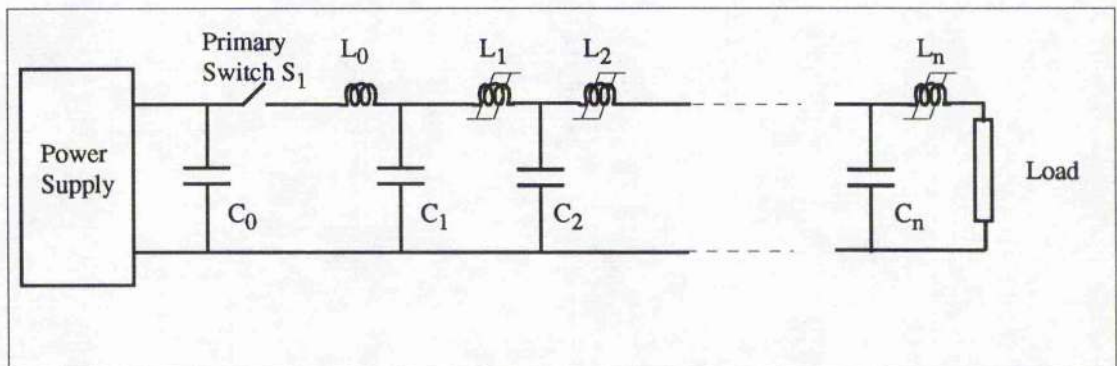 Primary
Switch S1
L0
L1
L2
Ln
Power
Supply
C0
C1
C2
Cn
Load